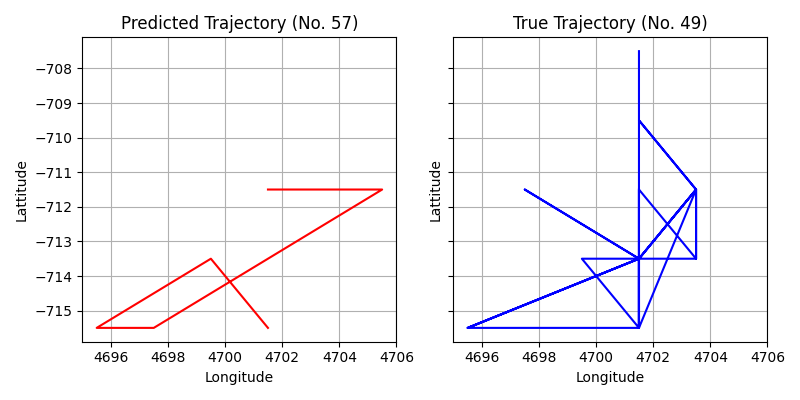 Predicted Trajectory (No. 57)
True Trajectory (No. 49)
−708
−709
−710
−711
−712
−713
−714
−715
Lattitude
Lattitude
4696 4698 4700 4702 4704 4706
4696 4698 4700 4702 4704 4706
Longitude
Longitude